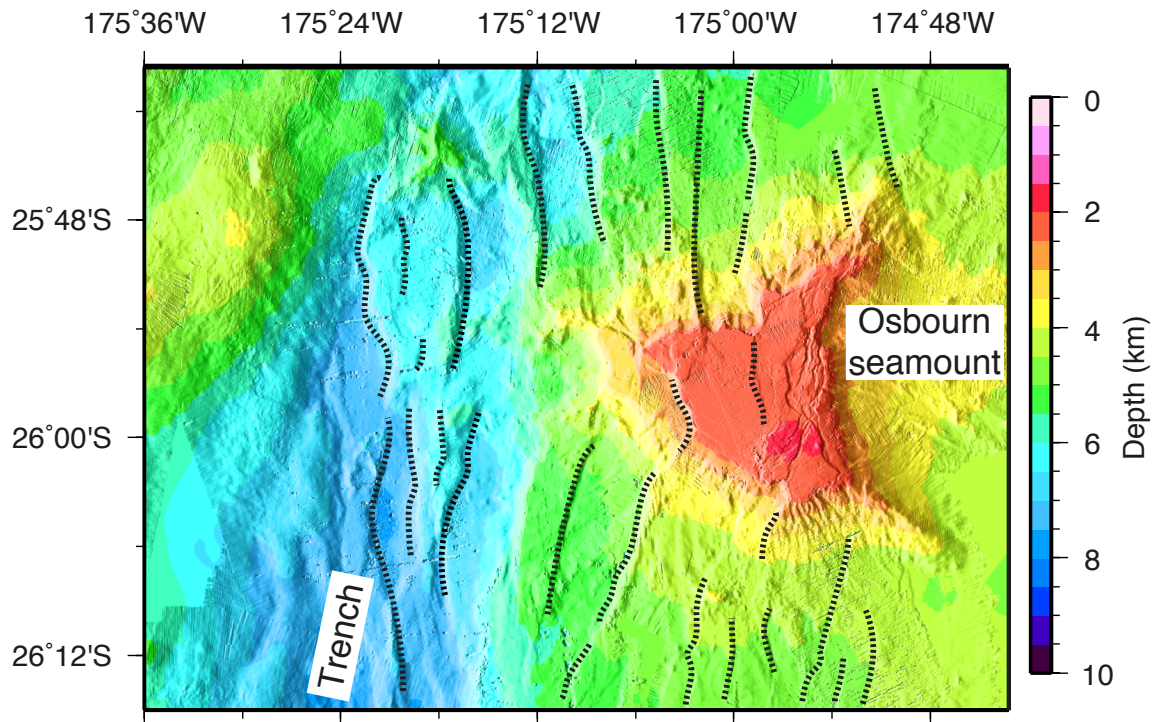 175˚36'W 175˚24'W 175˚12'W 175˚00'W 174˚48'W
25˚48'S
26˚00'S
26˚12'S
Osbourn
seamount
Trench
0
2
4
6
8
10
Depth (km)